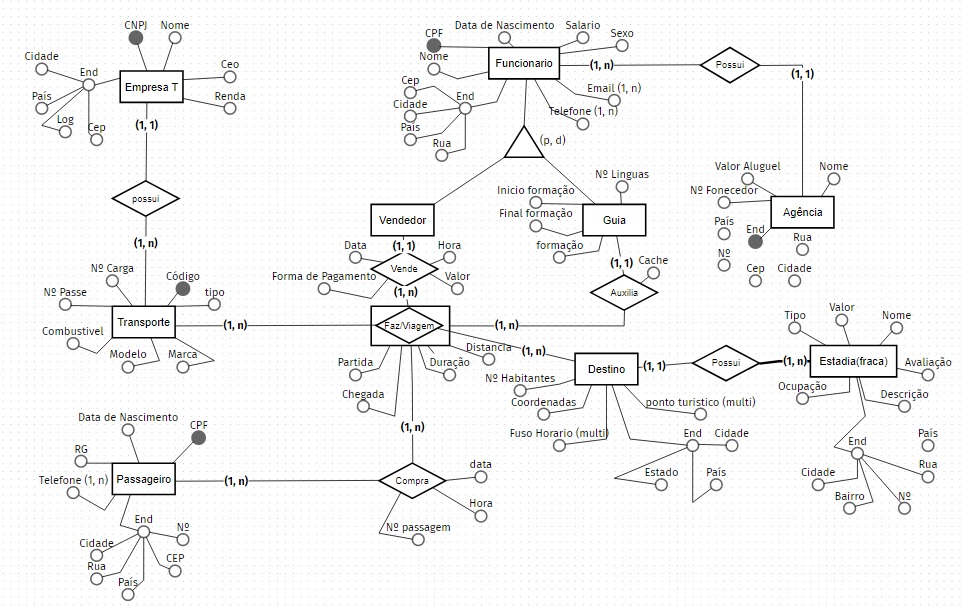 CNPJ
Nome
Cidade
End
Empresa T
Ceo
País
Renda
Log
Cep
(1, 1)
possui
(1, n)
Nº Carga
Código
Nº Passe
tipo
Transporte
(1, n)
Combustivel
Modelo
Marca
Data de Nascimento
CPF
RG
Telefone (1, n)
Passageiro
(1, n)
End
Nº
Cidade
Rua
CEP
País
Data de Nascimento
Salario
CPF
Sexo
Nome
Funcionario
(1, n)
Cep
End
Email (1, n)
Cidade
Telefone (1, n)
País
Rua
(p, d)
Possui
(1, 1)
Valor Aluguel
Nome
Nº Fonecedor
Agência
País
End
Rua
Nº
Cep
Cidade
Nº Linguas
Inicio formação
Final formação
Guia
formação
(1, 1)
Cache
Auxilia
Vendedor
Data
(1, 1)
Hora
Vende
Forma de Pagamento
Valor
(1, n)
Faz/Viagem
(1, n)
Distancia
(1, n)
Partida
Duração
Chegada
(1, n)
Compra
data
Hora
Nº passagem
Destino
(1, 1)
Nº Habitantes
Coordenadas
ponto turistico (multi)
Fuso Horario (multi)
End
Cidade
Estado
País
Possui
(1, n)
Tipo
Valor
Nome
Estadia(fraca)
Avaliação
Ocupação
Descrição
End
País
Cidade
Rua
Bairro
Nº